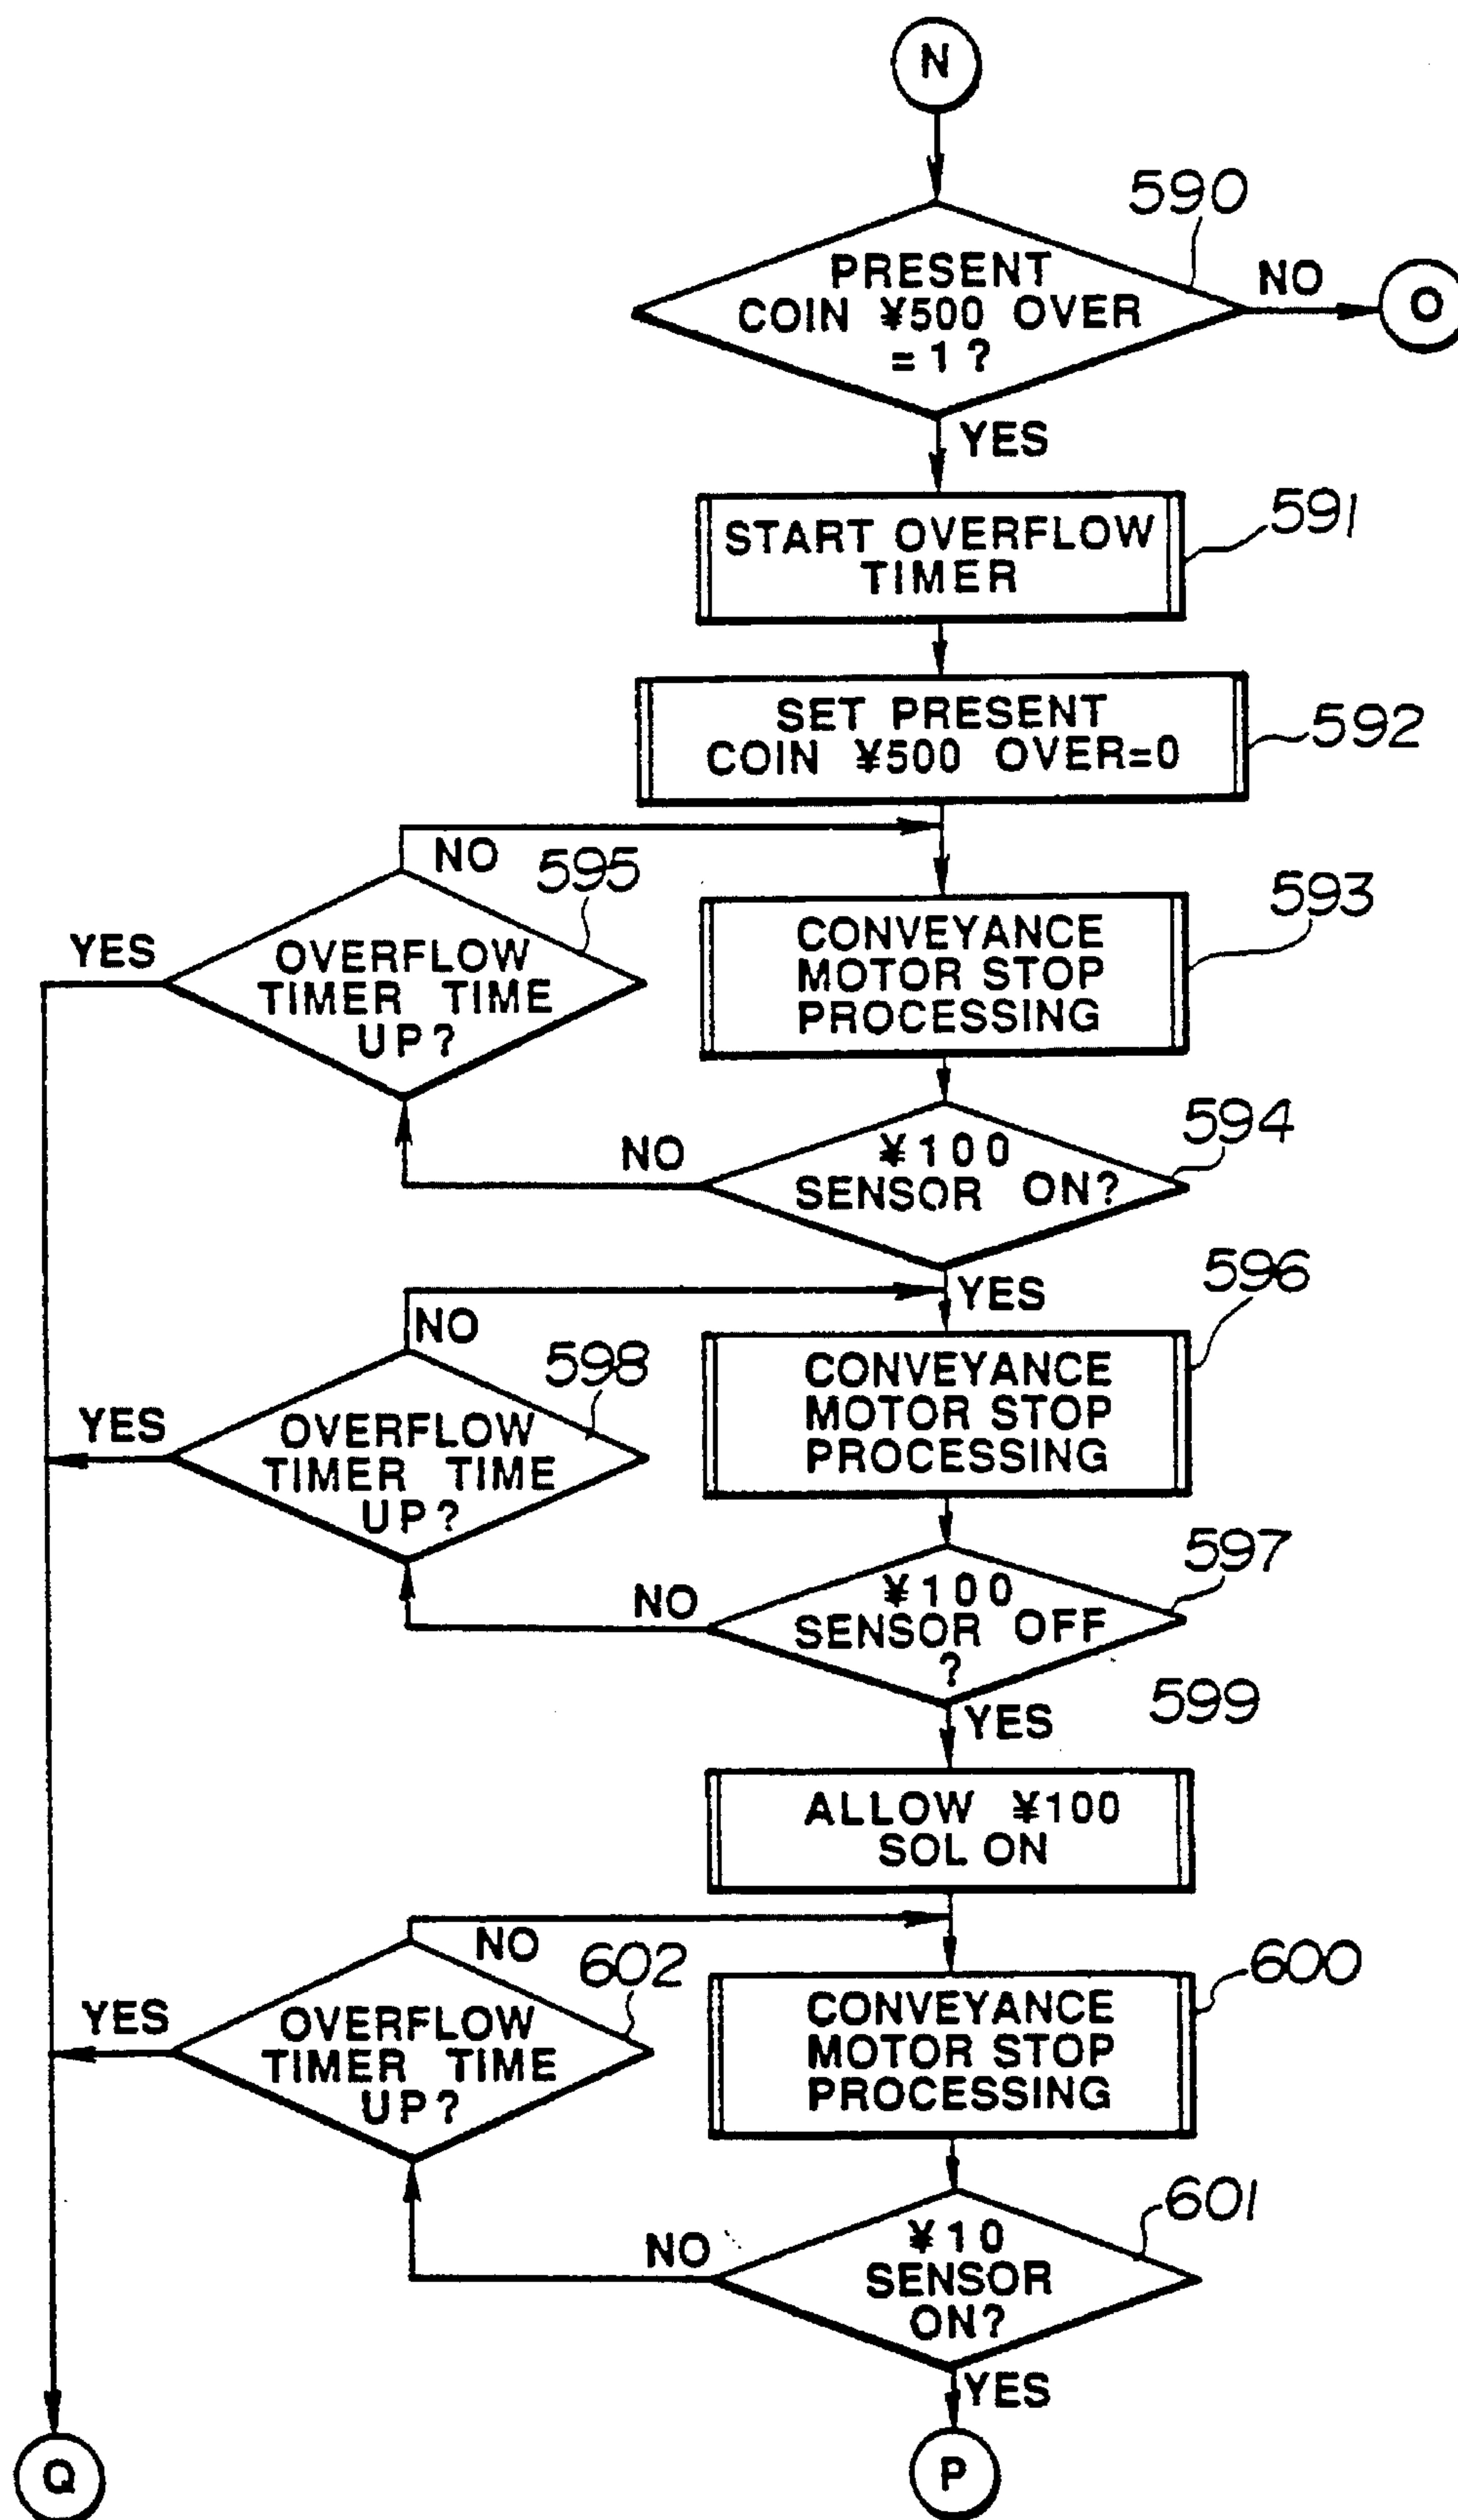 N
590
PRESENT
COIN ¥500 OVER
=1?
NO
O
YES
591
START OVERFLOW
TIMER
592
SET PRESENT
COIN ¥500 OVER=0
NO
595
593
YES
OVERFLOW
TIMER TIME
UP?
CONVEYANCE
MOTOR STOP
PROCESSING
594
NO
¥100
SENSOR ON?
YES
596
NO
598
YES
OVERFLOW
TIMER TIME
UP?
CONVEYANCE
MOTOR STOP
PROCESSING
597
NO
¥100
SENSOR OFF
?
YES
599
ALLOW ¥100
SOL ON
NO
602
600
YES
OVERFLOW
TIMER TIME
UP?
CONVEYANCE
MOTOR STOP
PROCESSING
601
NO
¥10
SENSOR
ON?
YES
Q
P